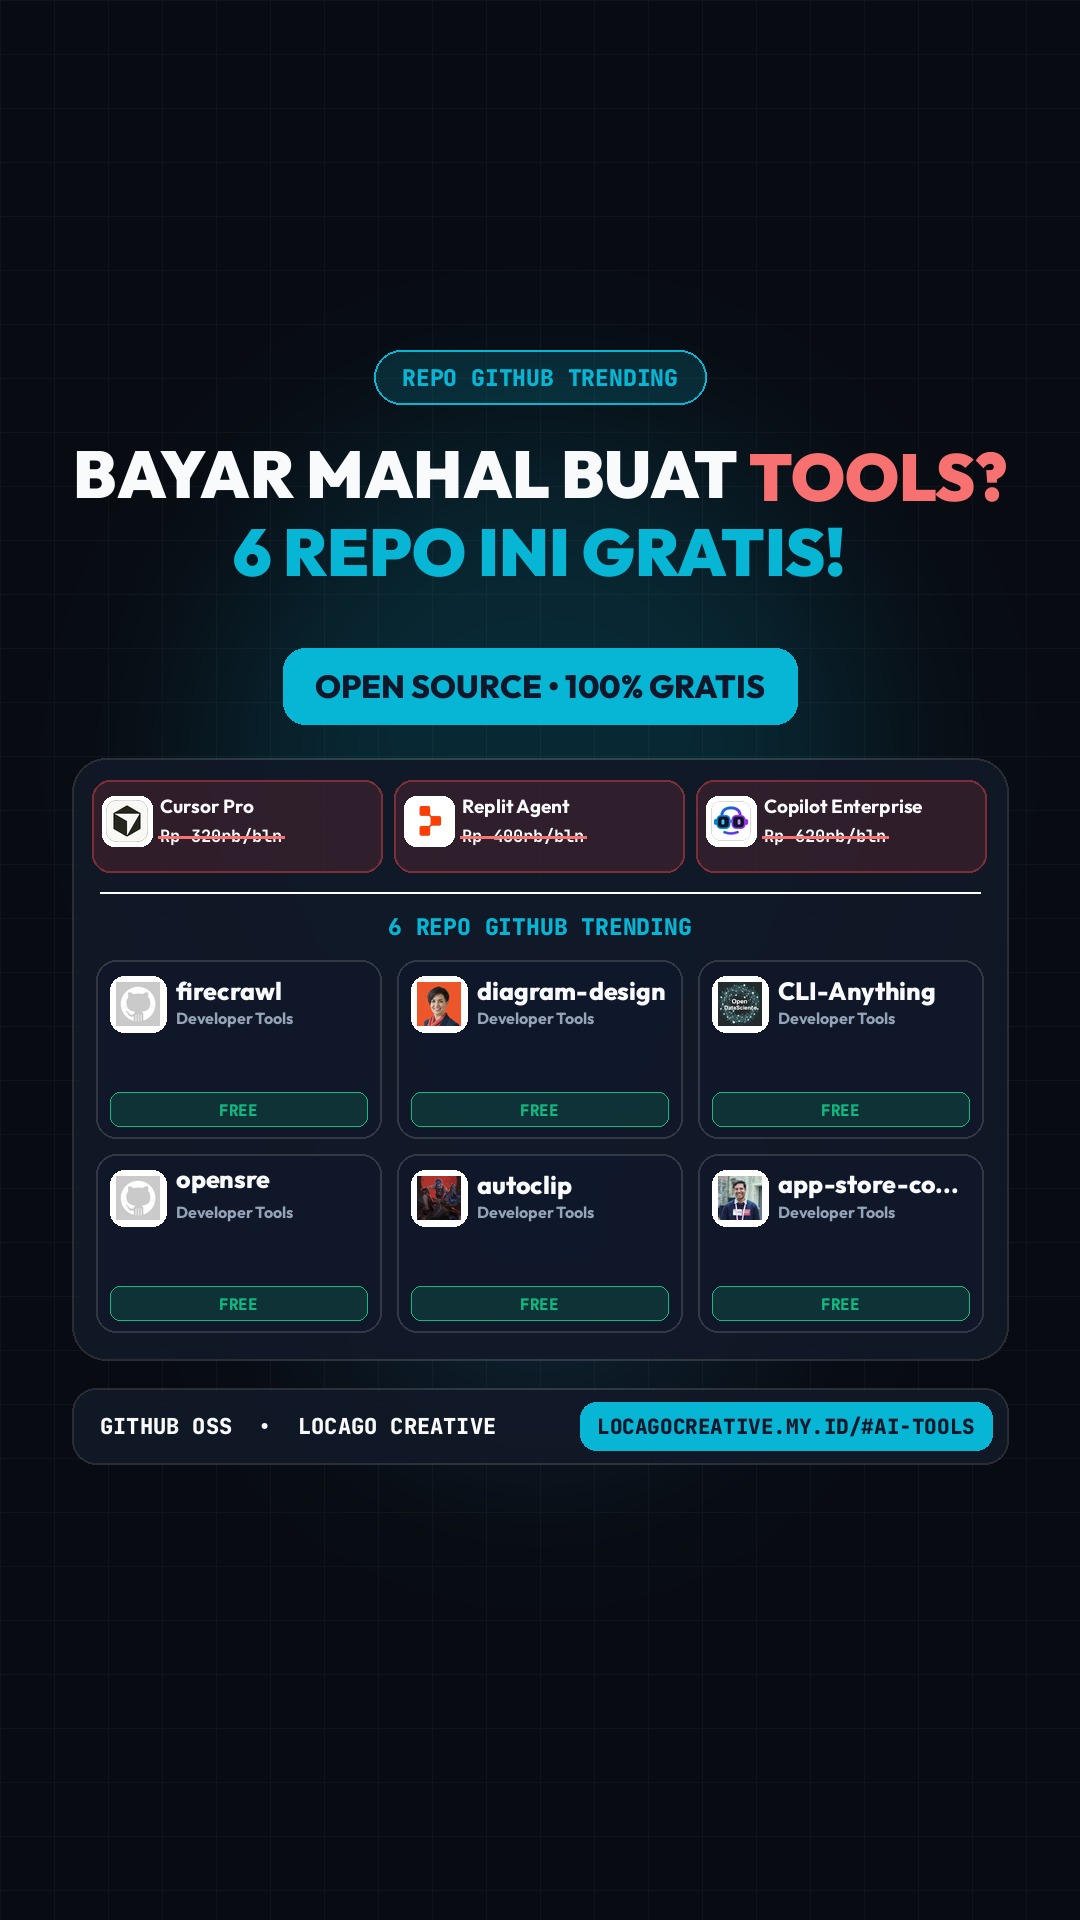 REPO GITHUB TRENDING
BAYAR MAHAL BUAT TOOLS?
6 REPO INI GRATIS!
OPEN SOURCE • 100% GRATIS
Cursor Pro
Rp 320rb/bln
Replit Agent
Rp 400rb/bln
Copilot Enterprise
Rp 620rb/bln
6 REPO GITHUB TRENDING
firecrawl
Developer Tools
FREE
diagram-design
Developer Tools
FREE
Open
DataScience
CLI-Anything
Developer Tools
FREE
opensre
Developer Tools
FREE
autoclip
Developer Tools
FREE
app-store-co...
Developer Tools
FREE
GITHUB OSS • LOCAGO CREATIVE
LOCAGOCREATIVE.MY.ID/#AI-TOOLS